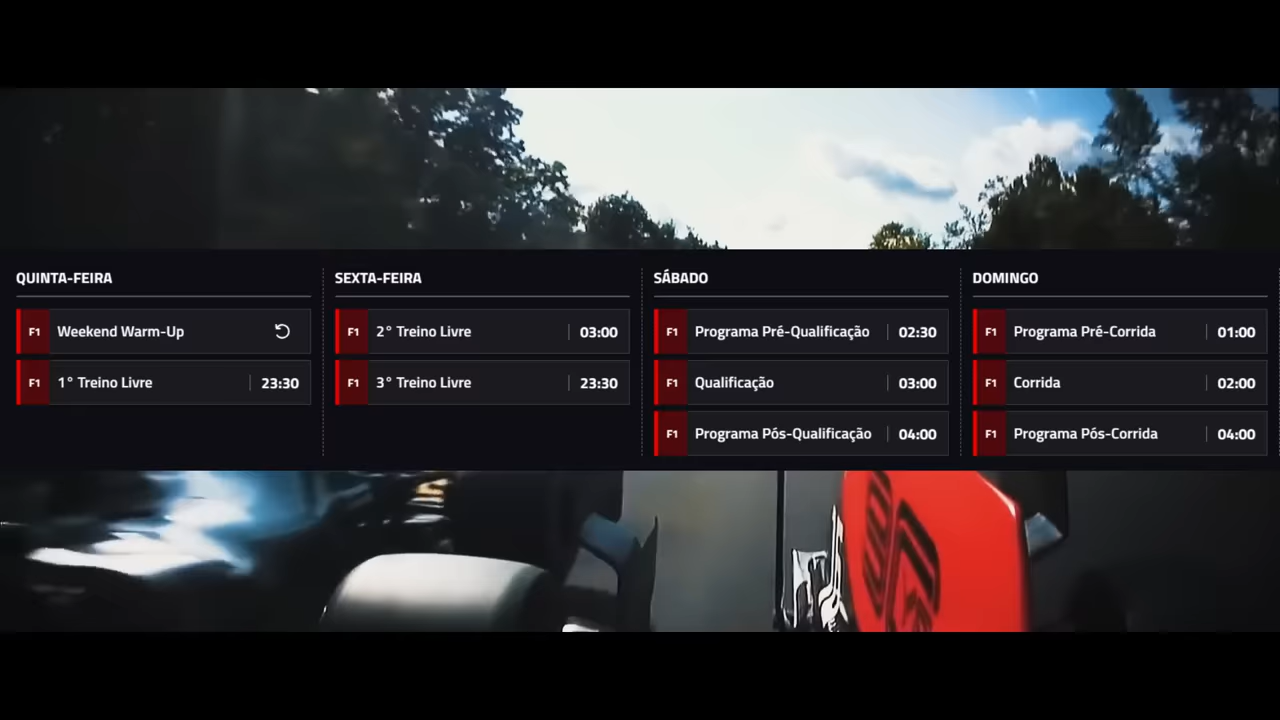 QUINTA-FEIRA
F1 Weekend Warm-Up
F1 1° Treino Livre 23:30
SEXTA-FEIRA
F1 2° Treino Livre 03:00
F1 3° Treino Livre 23:30
SÁBADO
F1 Programa Pré-Qualificação 02:30
F1 Qualificação 03:00
F1 Programa Pós-Qualificação 04:00
DOMINGO
F1 Programa Pré-Corrida 01:00
F1 Corrida 02:00
F1 Programa Pós-Corrida 04:00